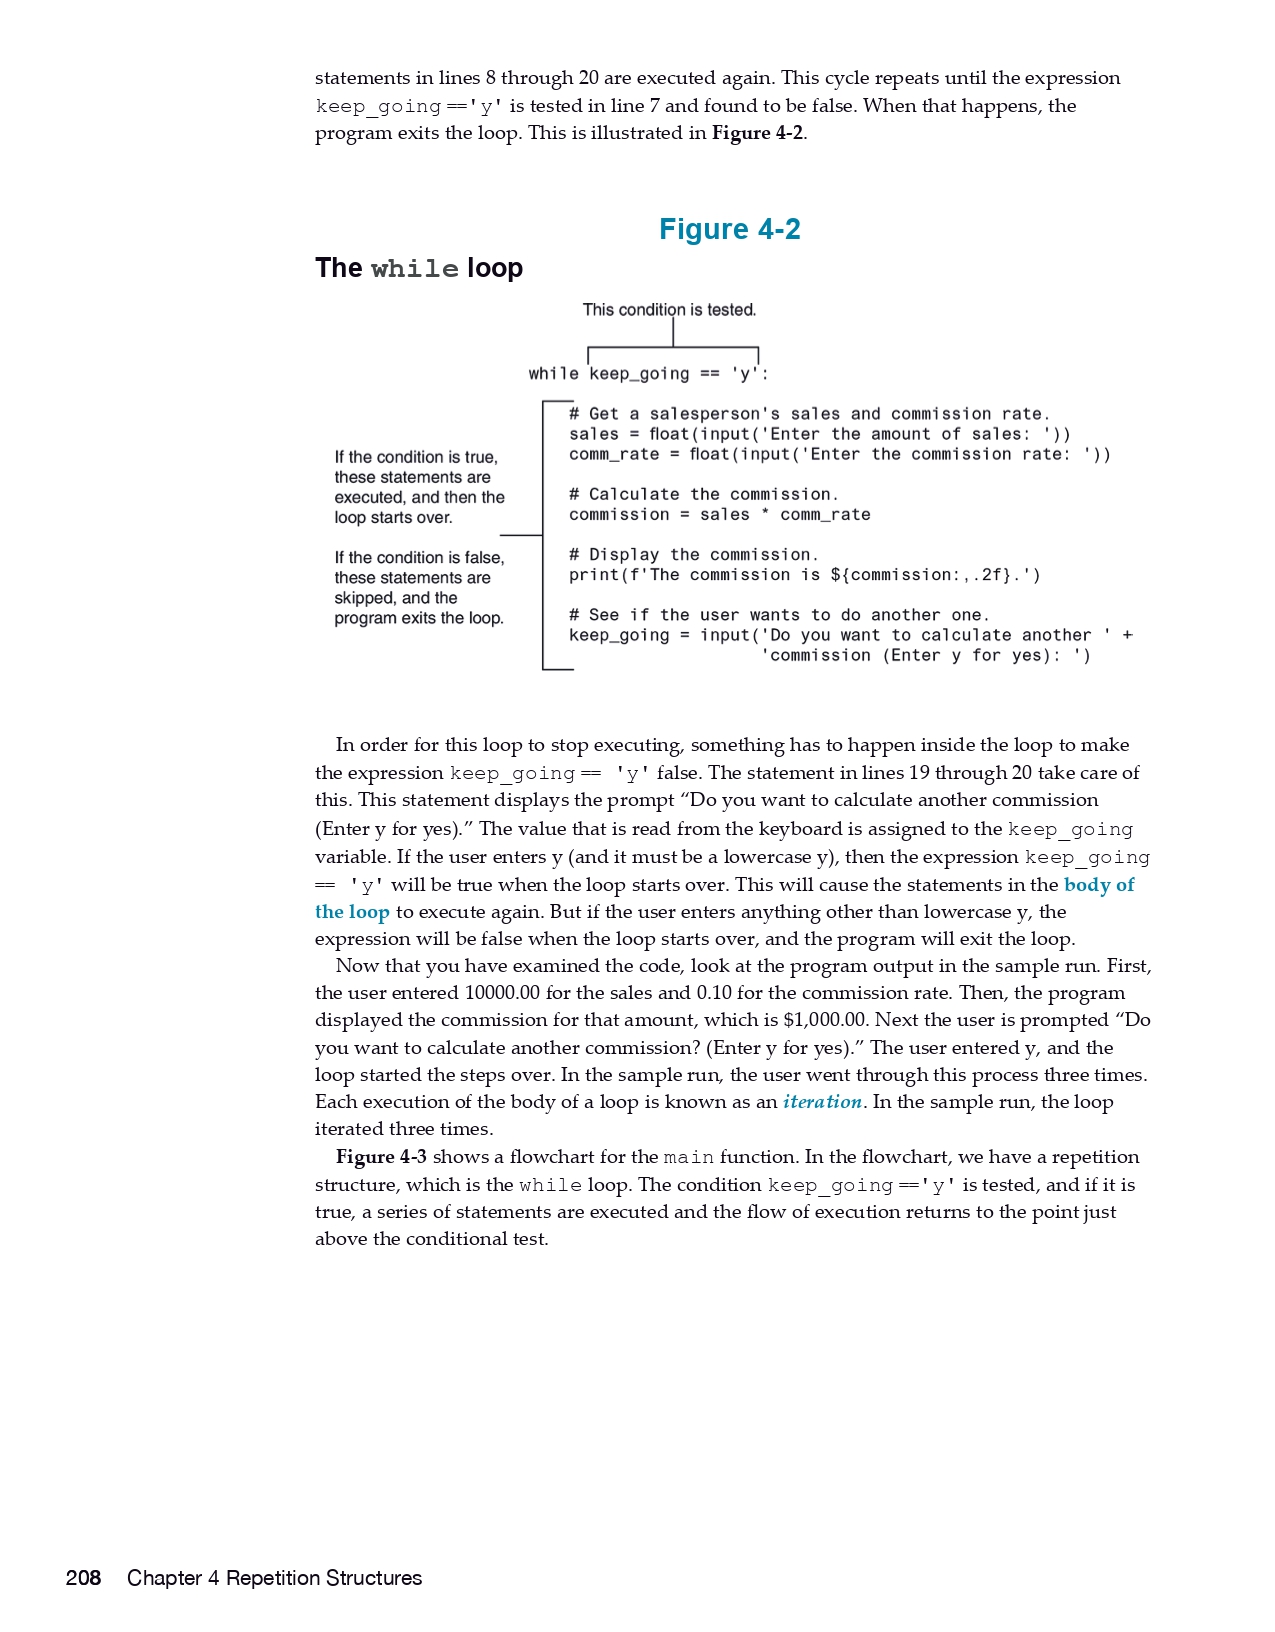 statements in lines 8 through 20 are executed again. This cycle repeats until the expression
keep_going =='y' is tested in line 7 and found to be false. When that happens, the
program exits the loop. This is illustrated in Figure 4-2.
Figure 4-2
The while loop
This condition is tested.
while keep_going == 'y':
# Get a salesperson's sales and commission rate.
sales = float(input('Enter the amount of sales: '))
comm_rate = float(input('Enter the commission rate: '))
# Calculate the commission.
commission = sales * comm_rate
# Display the commission.
print(f'The commission is ${commission:,.2f}.')
# See if the user wants to do another one.
keep_going = input('Do you want to calculate another ' +
'commission (Enter y for yes): ')
If the condition is true,
these statements are
executed, and then the
loop starts over.
If the condition is false,
these statements are
skipped, and the
program exits the loop.
In order for this loop to stop executing, something has to happen inside the loop to make
the expression keep_going == 'y' false. The statement in lines 19 through 20 take care of
this. This statement displays the prompt “Do you want to calculate another commission
(Enter y for yes).” The value that is read from the keyboard is assigned to the keep_going
variable. If the user enters y (and it must be a lowercase y), then the expression keep_going
== 'y' will be true when the loop starts over. This will cause the statements in the body of
the loop to execute again. But if the user enters anything other than lowercase y, the
expression will be false when the loop starts over, and the program will exit the loop.
Now that you have examined the code, look at the program output in the sample run. First,
the user entered 10000.00 for the sales and 0.10 for the commission rate. Then, the program
displayed the commission for that amount, which is $1,000.00. Next the user is prompted “Do
you want to calculate another commission? (Enter y for yes).” The user entered y, and the
loop started the steps over. In the sample run, the user went through this process three times.
Each execution of the body of a loop is known as an iteration. In the sample run, the loop
iterated three times.
Figure 4-3 shows a flowchart for the main function. In the flowchart, we have a repetition
structure, which is the while loop. The condition keep_going =='y' is tested, and if it is
true, a series of statements are executed and the flow of execution returns to the point just
above the conditional test.
208 Chapter 4 Repetition Structures